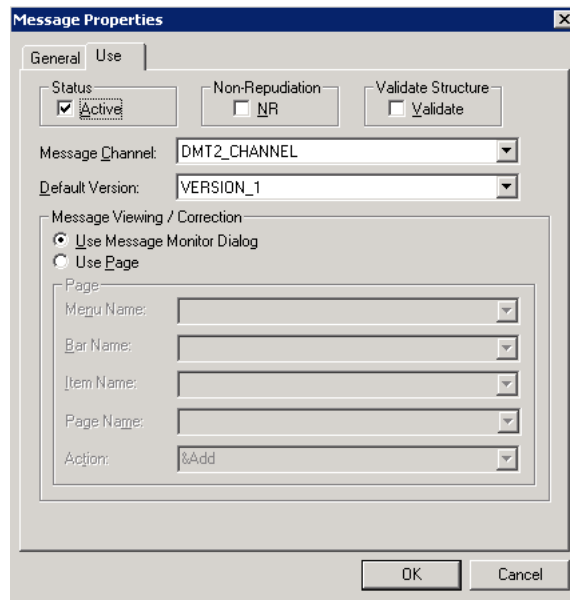 Message Properties
General Use
Status Non-Repudiation Validate Structure
Active NR Validate
Message Channel: DMT2_CHANNEL
Default Version: VERSION_1
Message Viewing / Correction
Use Message Monitor Dialog
Use Page
Page
Menu Name:
Bar Name:
Item Name:
Page Name:
Action: &Add
OK Cancel